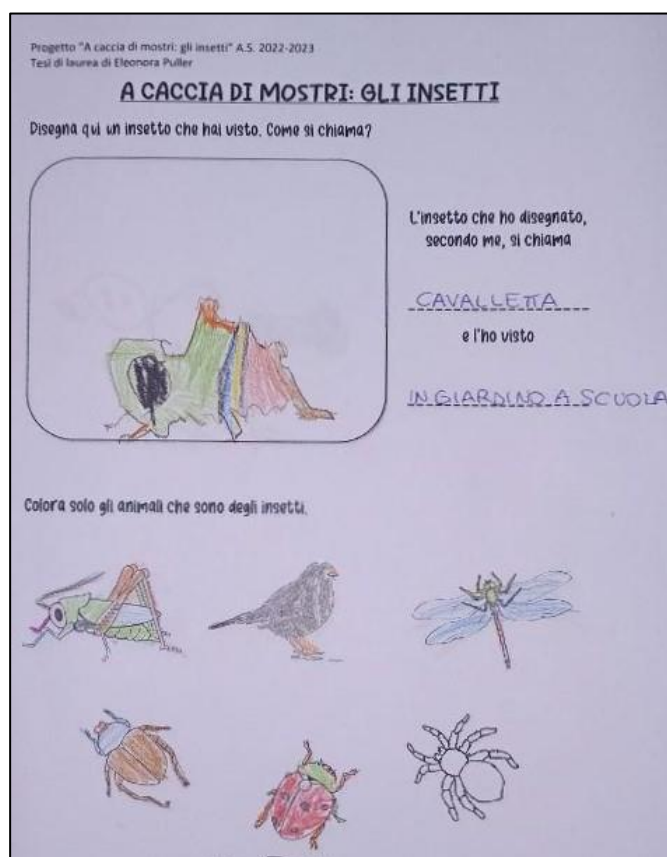 Progetto "A caccia di mostri: gli insetti" A.S. 2022-2023
Tesi di laurea di Eleonora Puller
A CACCIA DI MOSTRI: GLI INSETTI
Disegna qui un insetto che hai visto. Come si chiama?
L'insetto che ho disegnato,
secondo me, si chiama
CAVALLETTA
e l'ho visto
IN GIARDINO A SCUOLA
Colora solo gli animali che sono degli insetti.